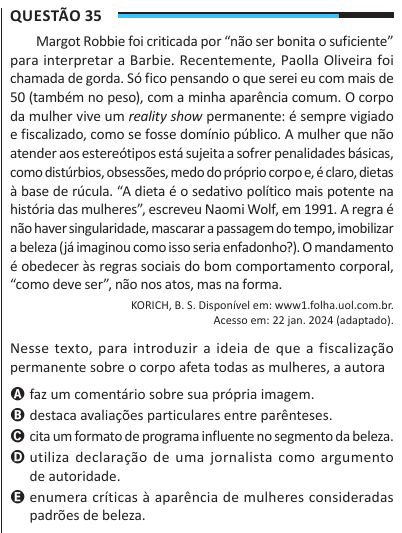 QUESTÃO 35
Margot Robbie foi criticada por “não ser bonita o suficiente”
para interpretar a Barbie. Recentemente, Paolla Oliveira foi
chamada de gorda. Só fico pensando o que serei eu com mais de
50 (também no peso), com a minha aparência comum. O corpo
da mulher vive um reality show permanente: é sempre vigiado
e fiscalizado, como se fosse domínio público. A mulher que não
atender aos estereótipos está sujeita a sofrer penalidades básicas,
como distúrbios, obsessões, medo do próprio corpo e, é claro, dietas
à base de rúcula. “A dieta é o sedativo político mais potente na
história das mulheres”, escreveu Naomi Wolf, em 1991. A regra é
não haver singularidade, mascarar a passagem do tempo, imobilizar
a beleza (já imaginou como isso seria enfadonho?). O mandamento
é obedecer às regras sociais do bom comportamento corporal,
“como deve ser”, não nos atos, mas na forma.
KORICH, B. S. Disponível em: www1.folha.uol.com.br.
Acesso em: 22 jan. 2024 (adaptado).
Nesse texto, para introduzir a ideia de que a fiscalização
permanente sobre o corpo afeta todas as mulheres, a autora
A faz um comentário sobre sua própria imagem.
B destaca avaliações particulares entre parênteses.
C cita um formato de programa influente no segmento da beleza.
D utiliza declaração de uma jornalista como argumento
de autoridade.
E enumera críticas à aparência de mulheres consideradas
padrões de beleza.